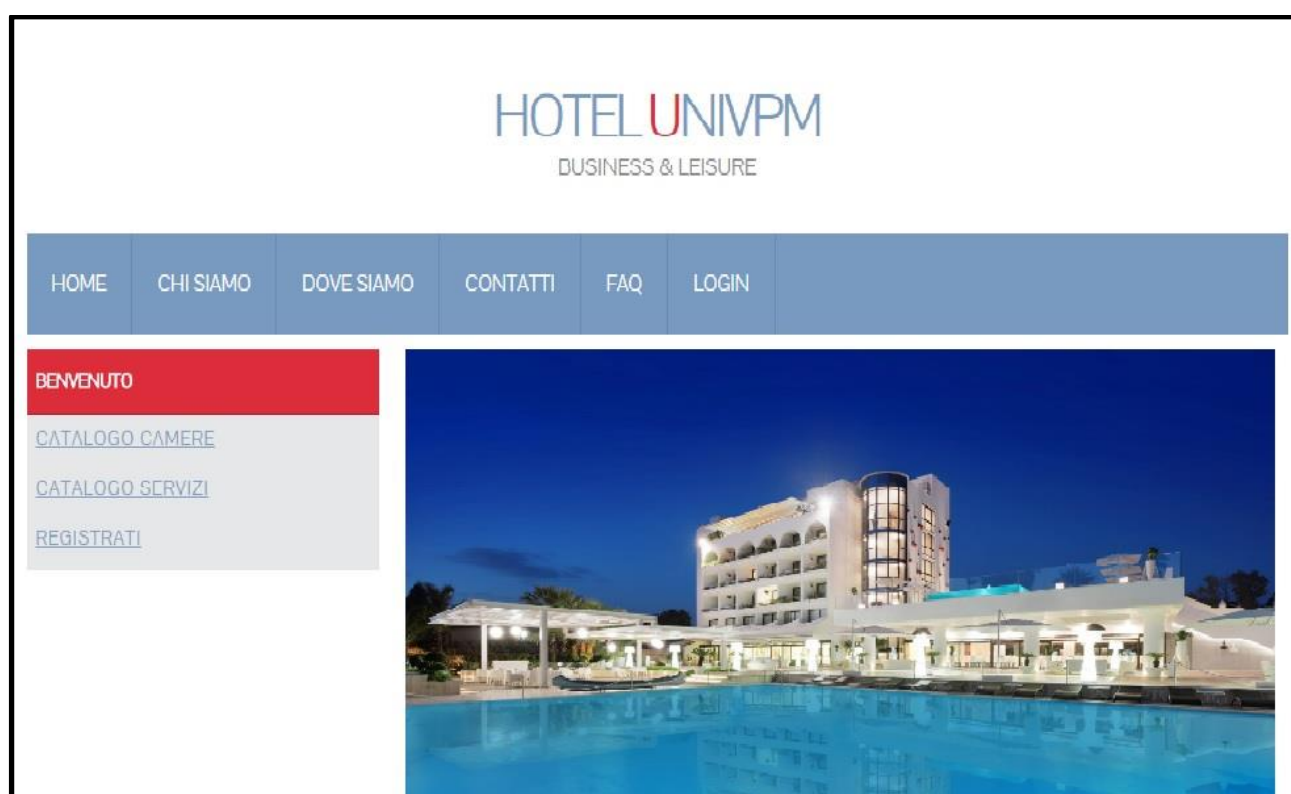 HOTEL UNIVPM
BUSINESS & LEISURE
HOME CHI SIAMO DOVE SIAMO CONTATTI FAQ LOGIN
BENVENUTO
CATALOGO CAMERE
CATALOGO SERVIZI
REGISTRATI